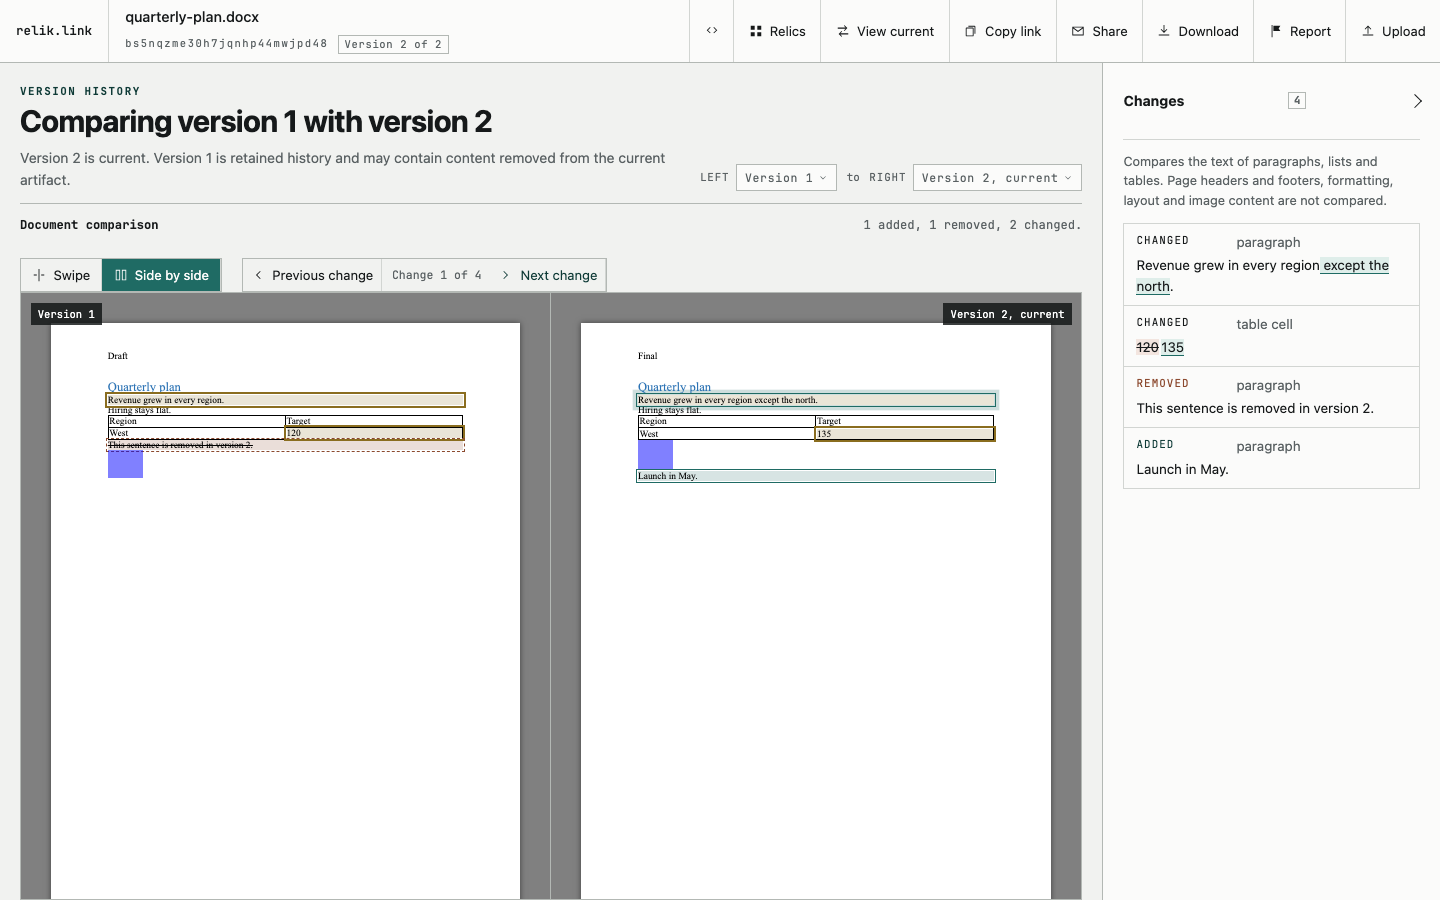 relik.link
quarterly-plan.docx
bs5nqzme30h7jqnhp44mwjpd48 Version 2 of 2
Relics
View current
Copy link
Share
Download
Report
Upload
VERSION HISTORY
Comparing version 1 with version 2
Version 2 is current. Version 1 is retained history and may contain content removed from the current
artifact.
LEFT Version 1 to RIGHT Version 2, current
Document comparison
1 added, 1 removed, 2 changed.
Swipe Side by side Previous change Change 1 of 4 Next change
Version 1
Draft
Quarterly plan
Revenue grew in every region.
Hiring stays flat.
Region Target
West 120
This sentence is removed in version 2.
Version 2, current
Final
Quarterly plan
Revenue grew in every region except the north.
Hiring stays flat.
Region Target
West 135
Launch in May.
Changes 4
Compares the text of paragraphs, lists and
tables. Page headers and footers, formatting,
layout and image content are not compared.
CHANGED paragraph
Revenue grew in every region except the
north.
CHANGED table cell
120 135
REMOVED paragraph
This sentence is removed in version 2.
ADDED paragraph
Launch in May.